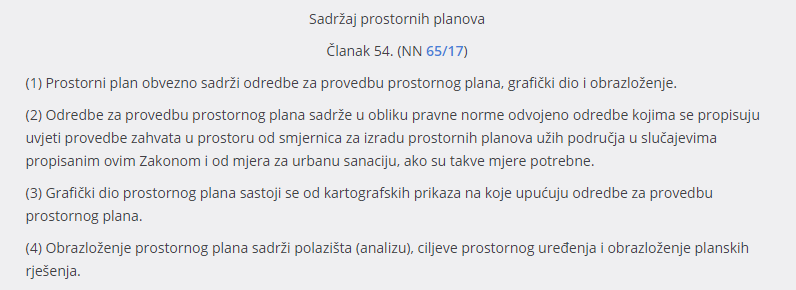 Sadržaj prostornih planova
Članak 54. (NN 65/17)
(1) Prostorni plan obvezno sadrži odredbe za provedbu prostornog plana, grafički dio i obrazloženje.
(2) Odredbe za provedbu prostornog plana sadrže u obliku pravne norme odvojeno odredbe kojima se propisuju
uvjeti provedbe zahvata u prostoru od smjernica za izradu prostornih planova užih područja u slučajevima
propisanim ovim Zakonom i od mjera za urbanu sanaciju, ako su takve mjere potrebne.
(3) Grafički dio prostornog plana sastoji se od kartografskih prikaza na koje upućuju odredbe za provedbu
prostornog plana.
(4) Obrazloženje prostornog plana sadrži polazišta (analizu), ciljeve prostornog uređenja i obrazloženje planskih
rješenja.